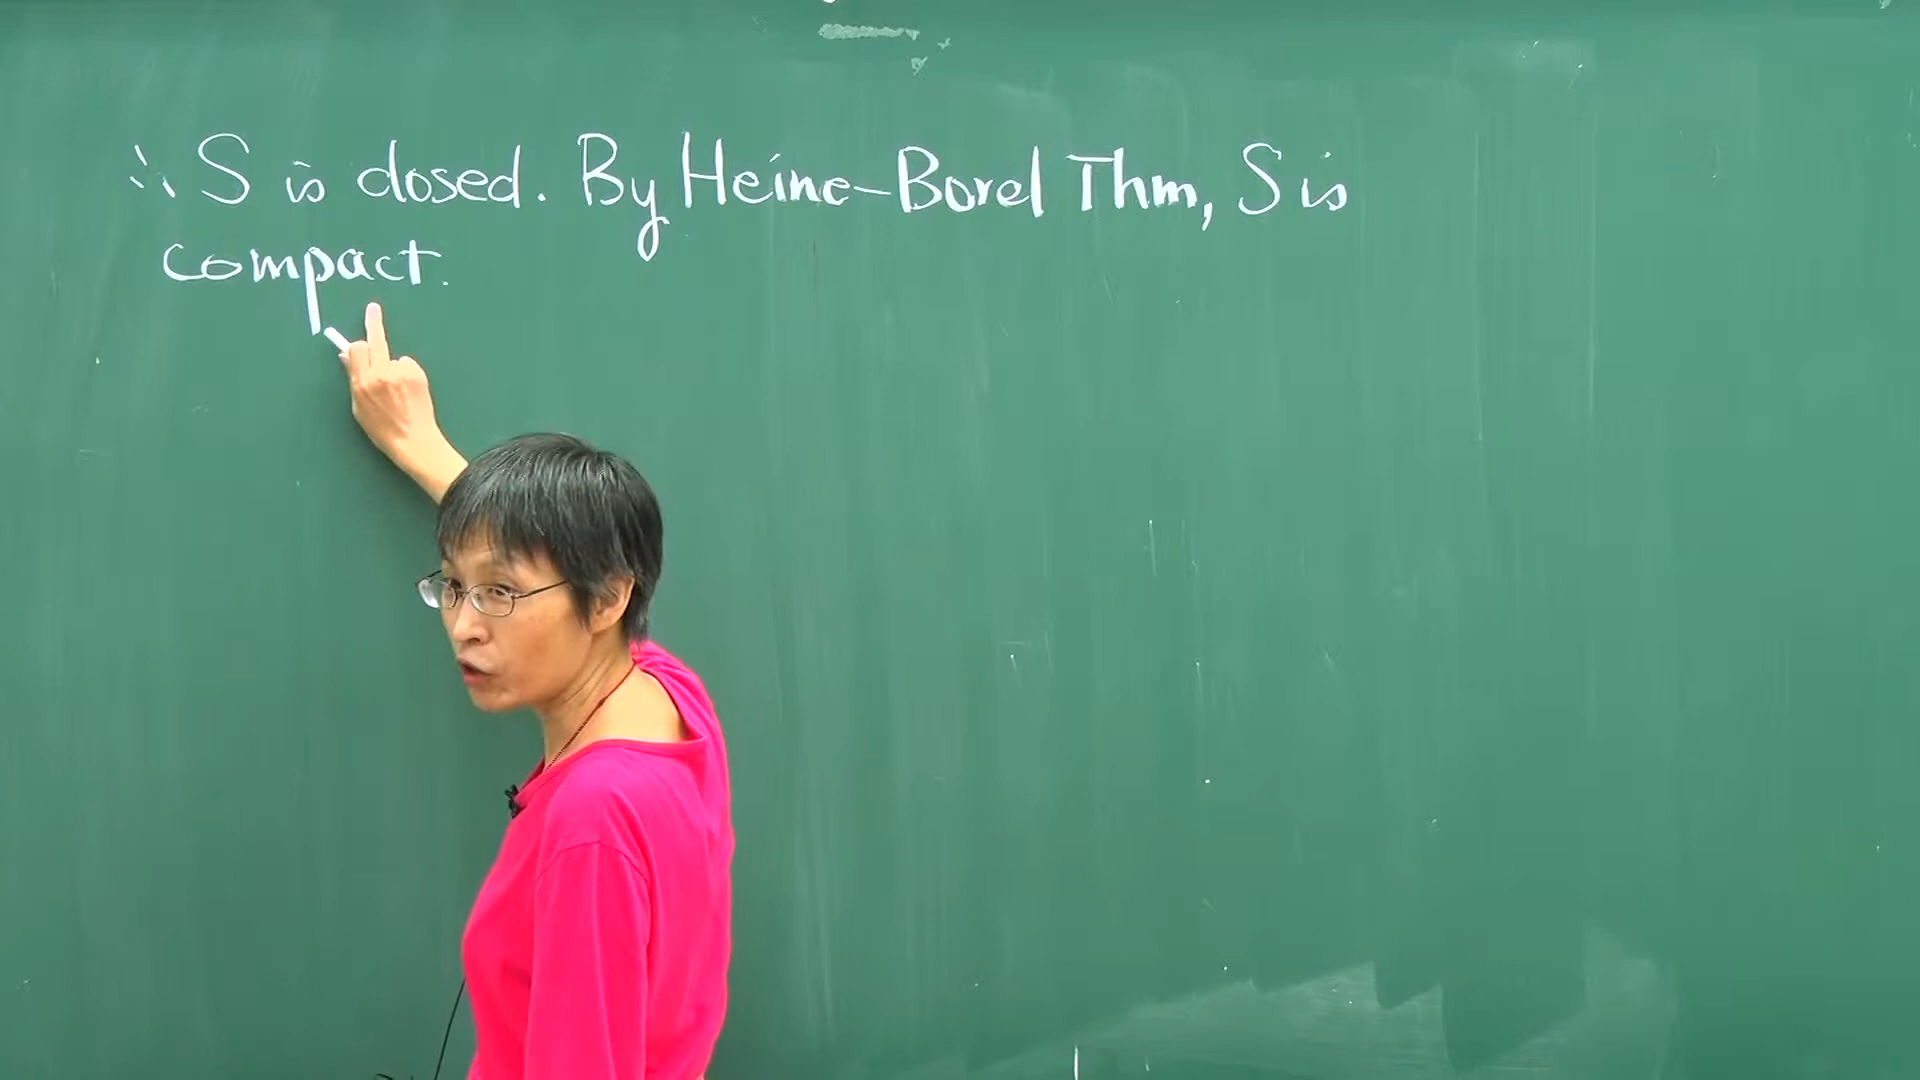 ∴ S is closed. By Heine-Borel Thm, S is
compact.